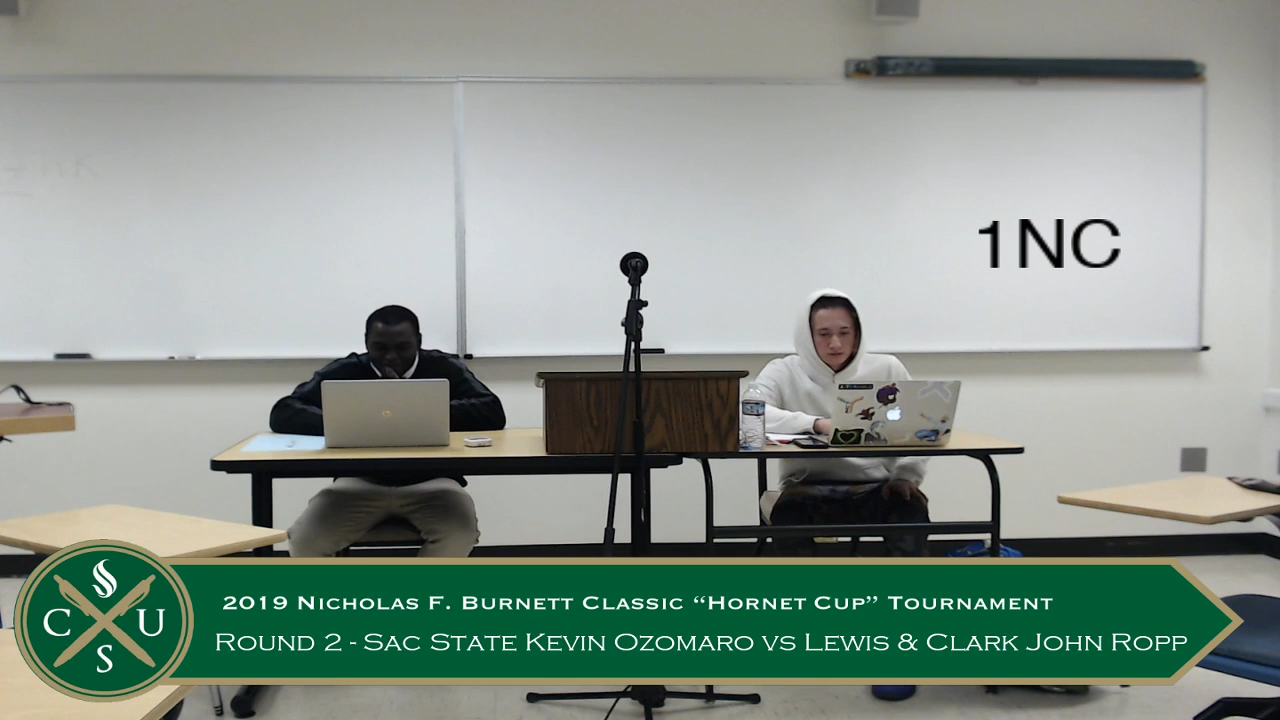 1NC
2019 Nicholas F. Burnett Classic “Hornet Cup” Tournament
Round 2 - Sac State Kevin Ozomaro vs Lewis & Clark John Ropp
S
C U
S